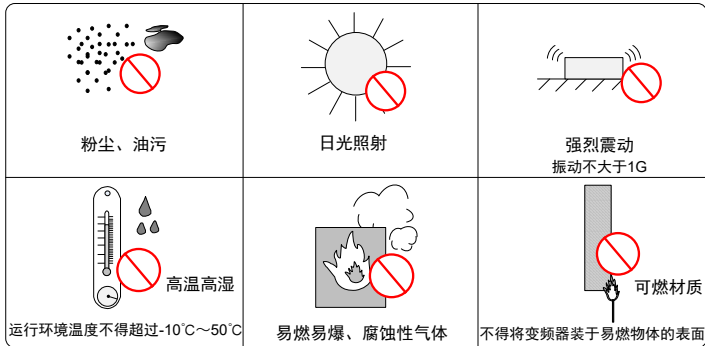 粉尘、油污
日光照射
强烈震动
振动不大于1G
高温高湿
运行环境温度不得超过-10℃～50℃
易燃易爆、腐蚀性气体
可燃材质
不得将变频器装于易燃物体的表面